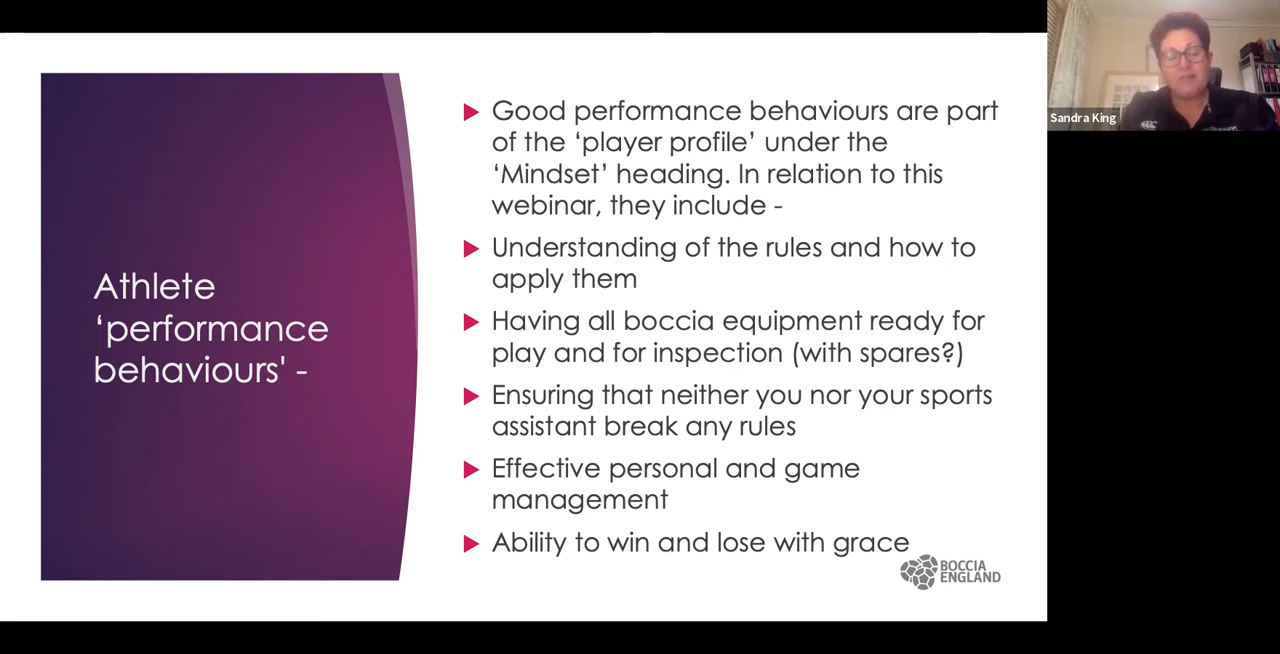 Athlete
‘performance
behaviours' -
Good performance behaviours are part
of the ‘player profile’ under the
‘Mindset’ heading. In relation to this
webinar, they include -
Understanding of the rules and how to
apply them
Having all boccia equipment ready for
play and for inspection (with spares?)
Ensuring that neither you nor your sports
assistant break any rules
Effective personal and game
management
Ability to win and lose with grace
BOCCIA
ENGLAND
Sandra King